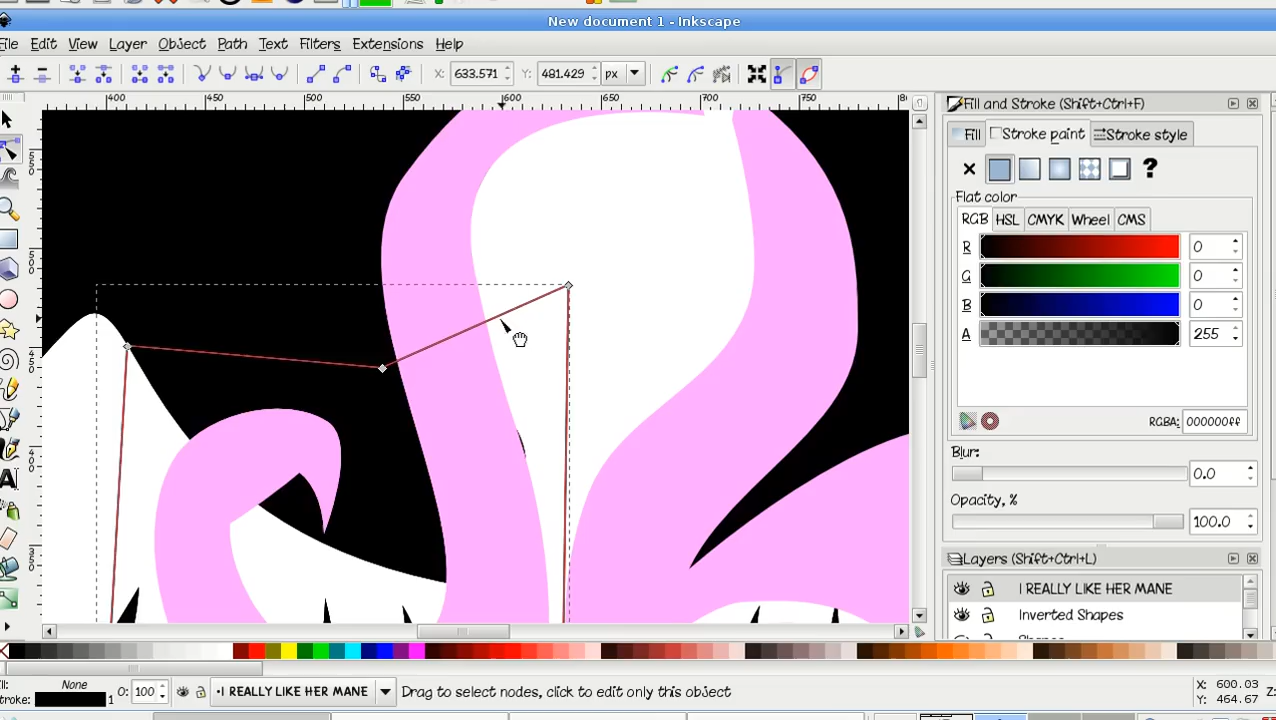 New document 1 - Inkscape
File Edit View Layer Object Path Text Filters Extensions Help
X: 633.571 Y: 481.429 px
400 450 500 550 600 650 700 750
Fill and Stroke (Shift+Ctrl+F)
Fill Stroke paint Stroke style
?
Flat color
RGB HSL CMYK Wheel CMS
R 0
G 0
B 0
A 255
RGBA: 000000ff
Blur:
0.0
Opacity, %
100.0
Layers (Shift+Ctrl+L)
I REALLY LIKE HER MANE
Inverted Shapes
None
Stroke: 1 O: 100 •I REALLY LIKE HER MANE Drag to select nodes, click to edit only this object
X: 600.03
Y: 464.67
Z: